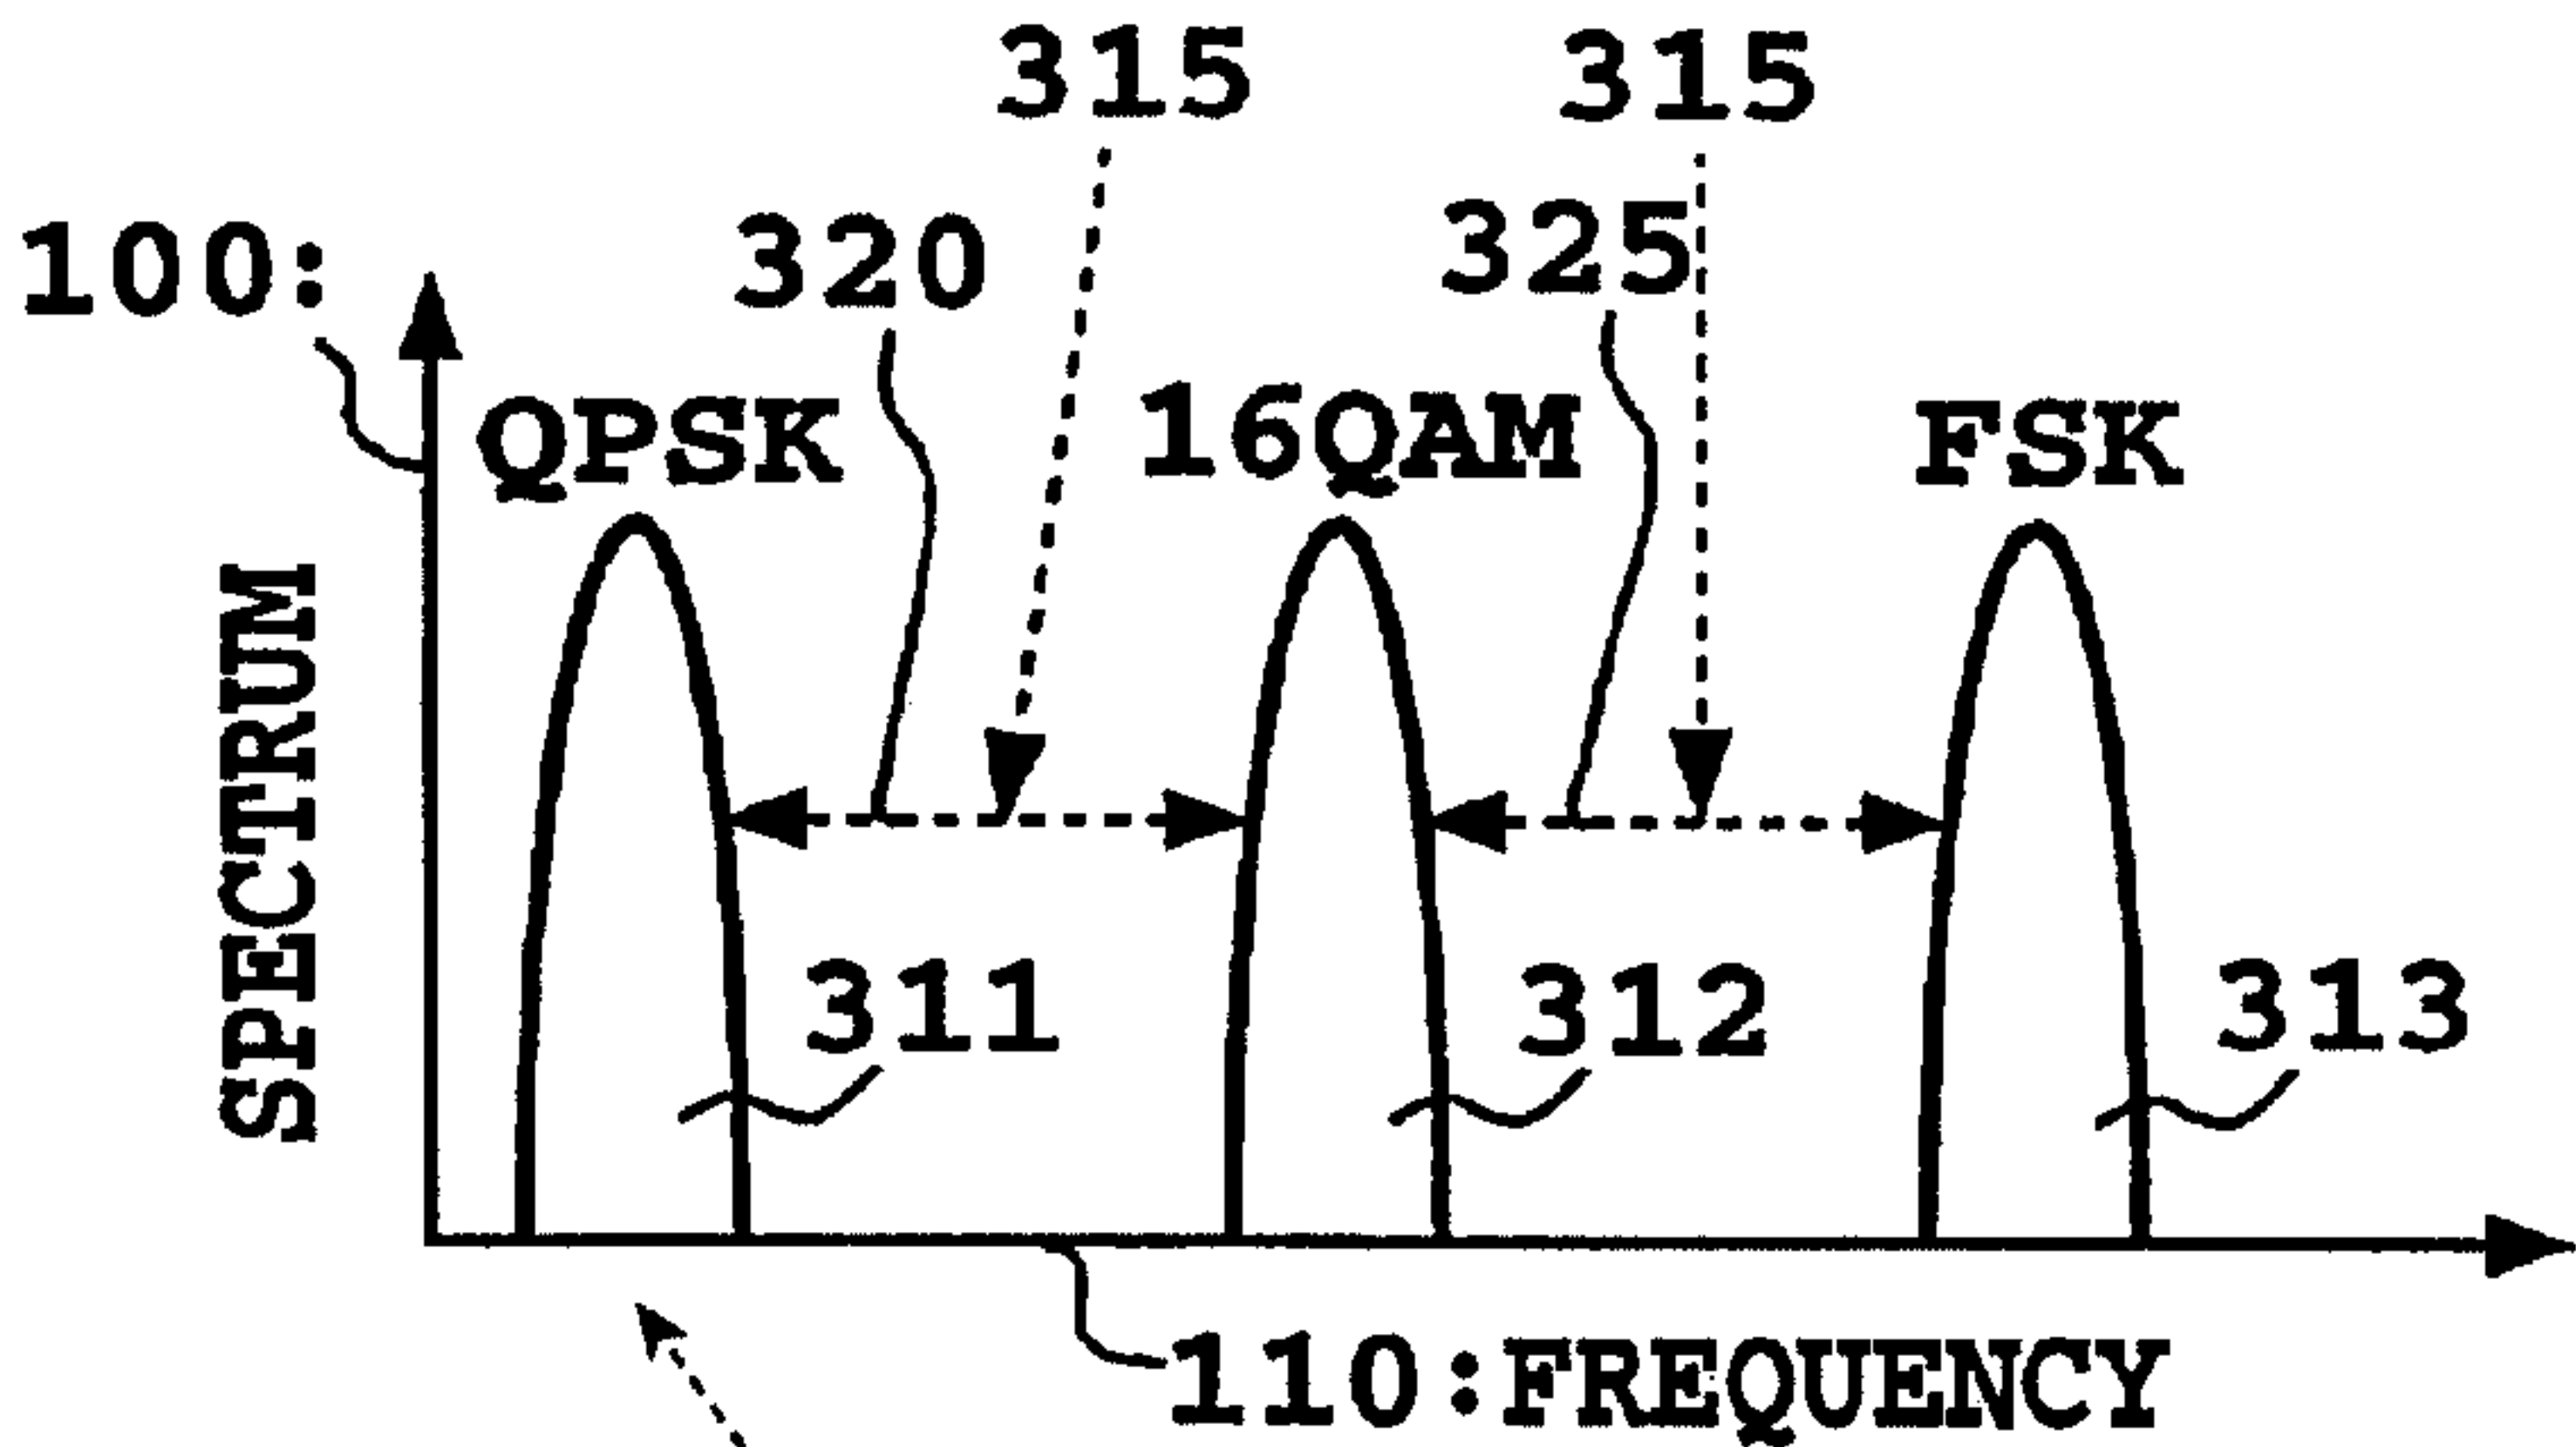 315 315
100: 320 325
QPSK 16QAM FSK
SPECTRUM
311 312 313
110:FREQUENCY